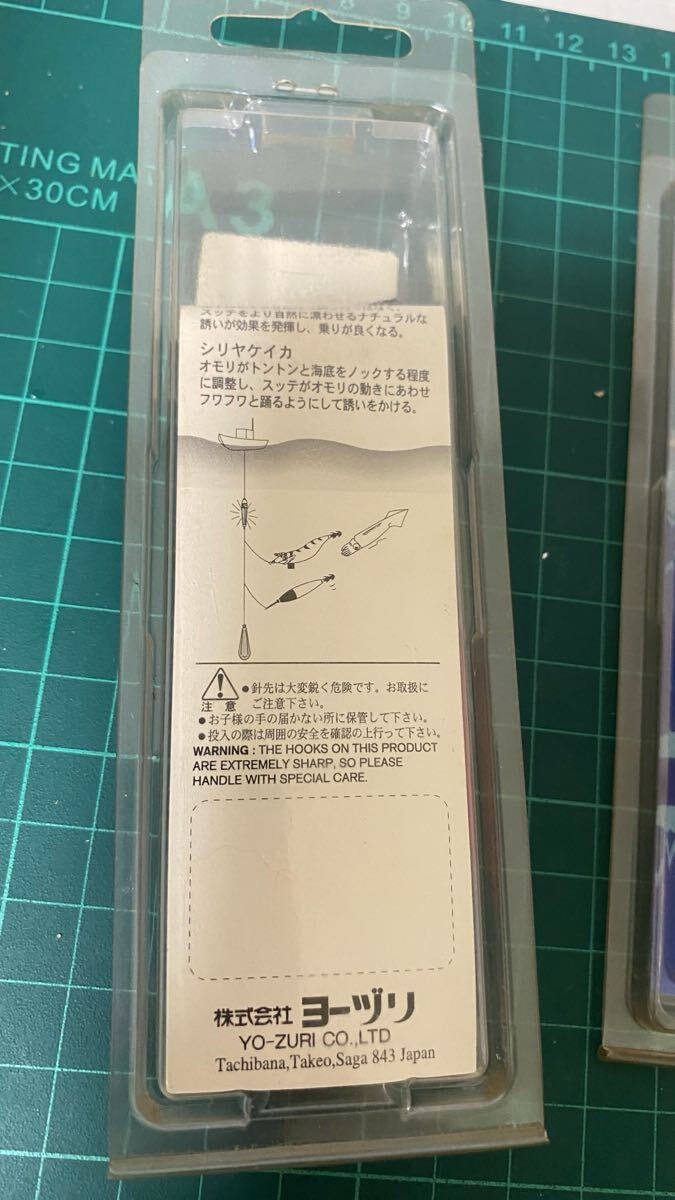 8 9 10 11 12 13
TING MA
×30CM
A3
スッテをより自然に漂わせるナチュラルな
誘いが効果を発揮し、乗りが良くなる。
シリヤケイカ
オモリがトントンと海底をノックする程度
に調整し、スッテがオモリの動きにあわせ
フワフワと踊るようにして誘いをかける。
注意
●針先は大変鋭く危険です。お取扱に
ご注意下さい。
●お子様の手の届かない所に保管して下さい。
●投入の際は周囲の安全を確認の上行って下さい。
WARNING : THE HOOKS ON THIS PRODUCT
ARE EXTREMELY SHARP, SO PLEASE
HANDLE WITH SPECIAL CARE.
株式会社 ヨーヅリ
YO-ZURI CO.,LTD
Tachibana,Takeo,Saga 843 Japan